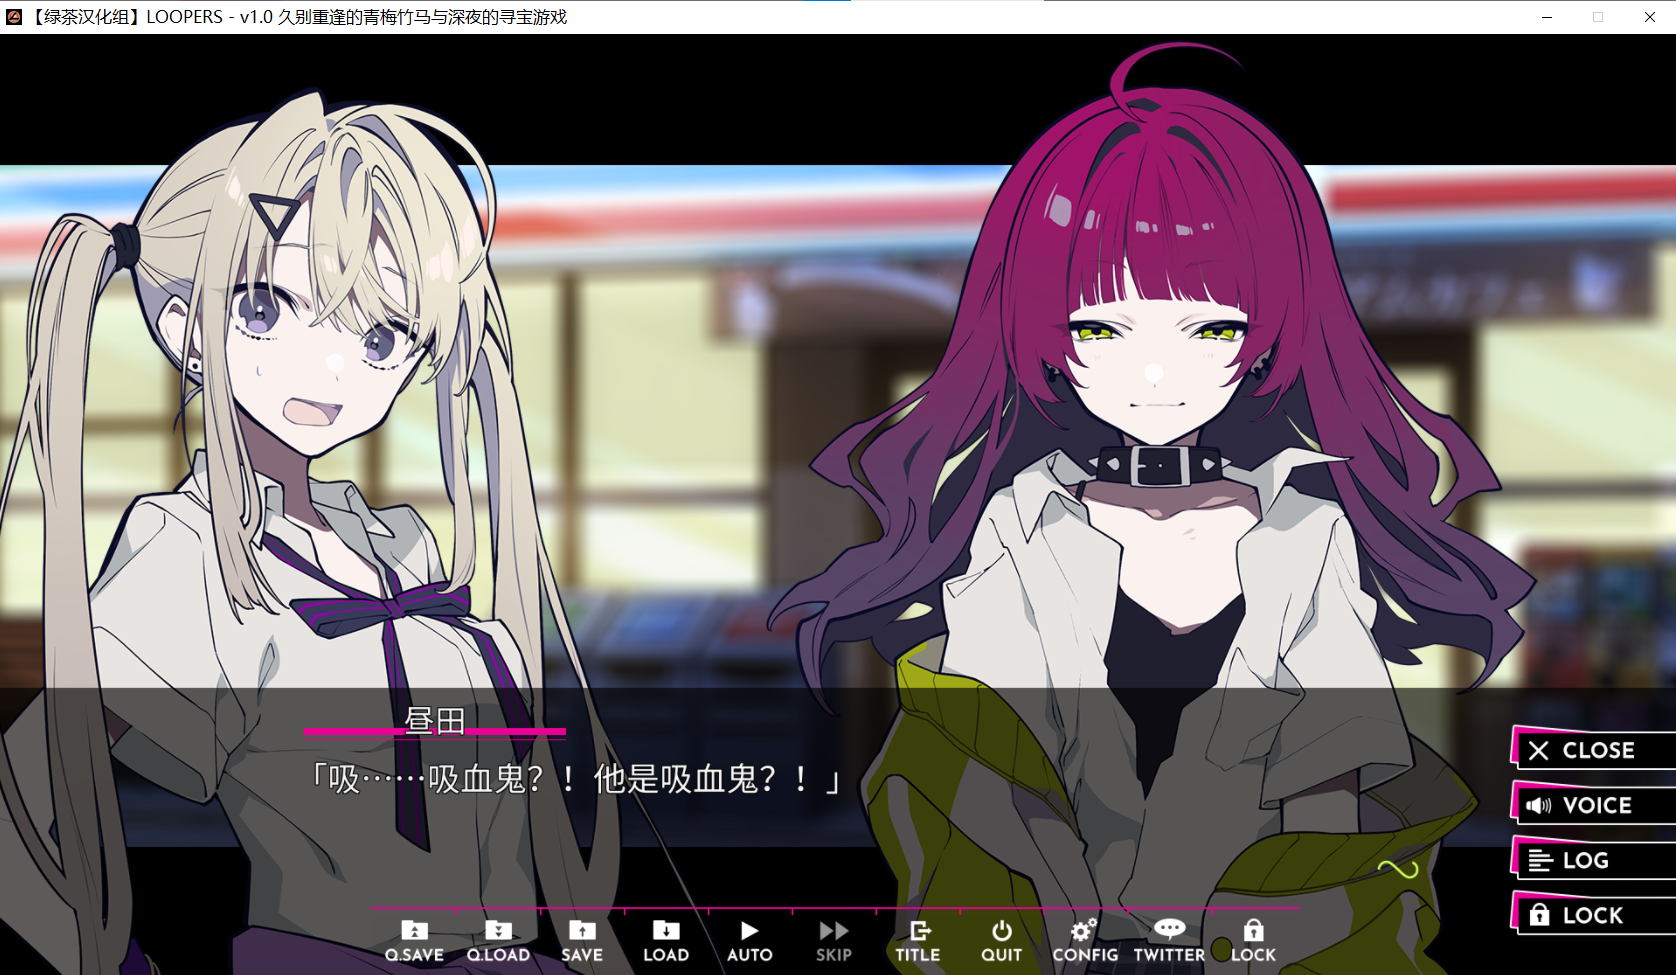 【绿茶汉化组】LOOPERS - v1.0 久别重逢的青梅竹马与深夜的寻宝游戏
昼田
「吸……吸血鬼？！他是吸血鬼？！」
CLOSE
VOICE
LOG
LOCK
Q.SAVE Q.LOAD SAVE LOAD AUTO SKIP TITLE QUIT CONFIG TWITTER LOCK